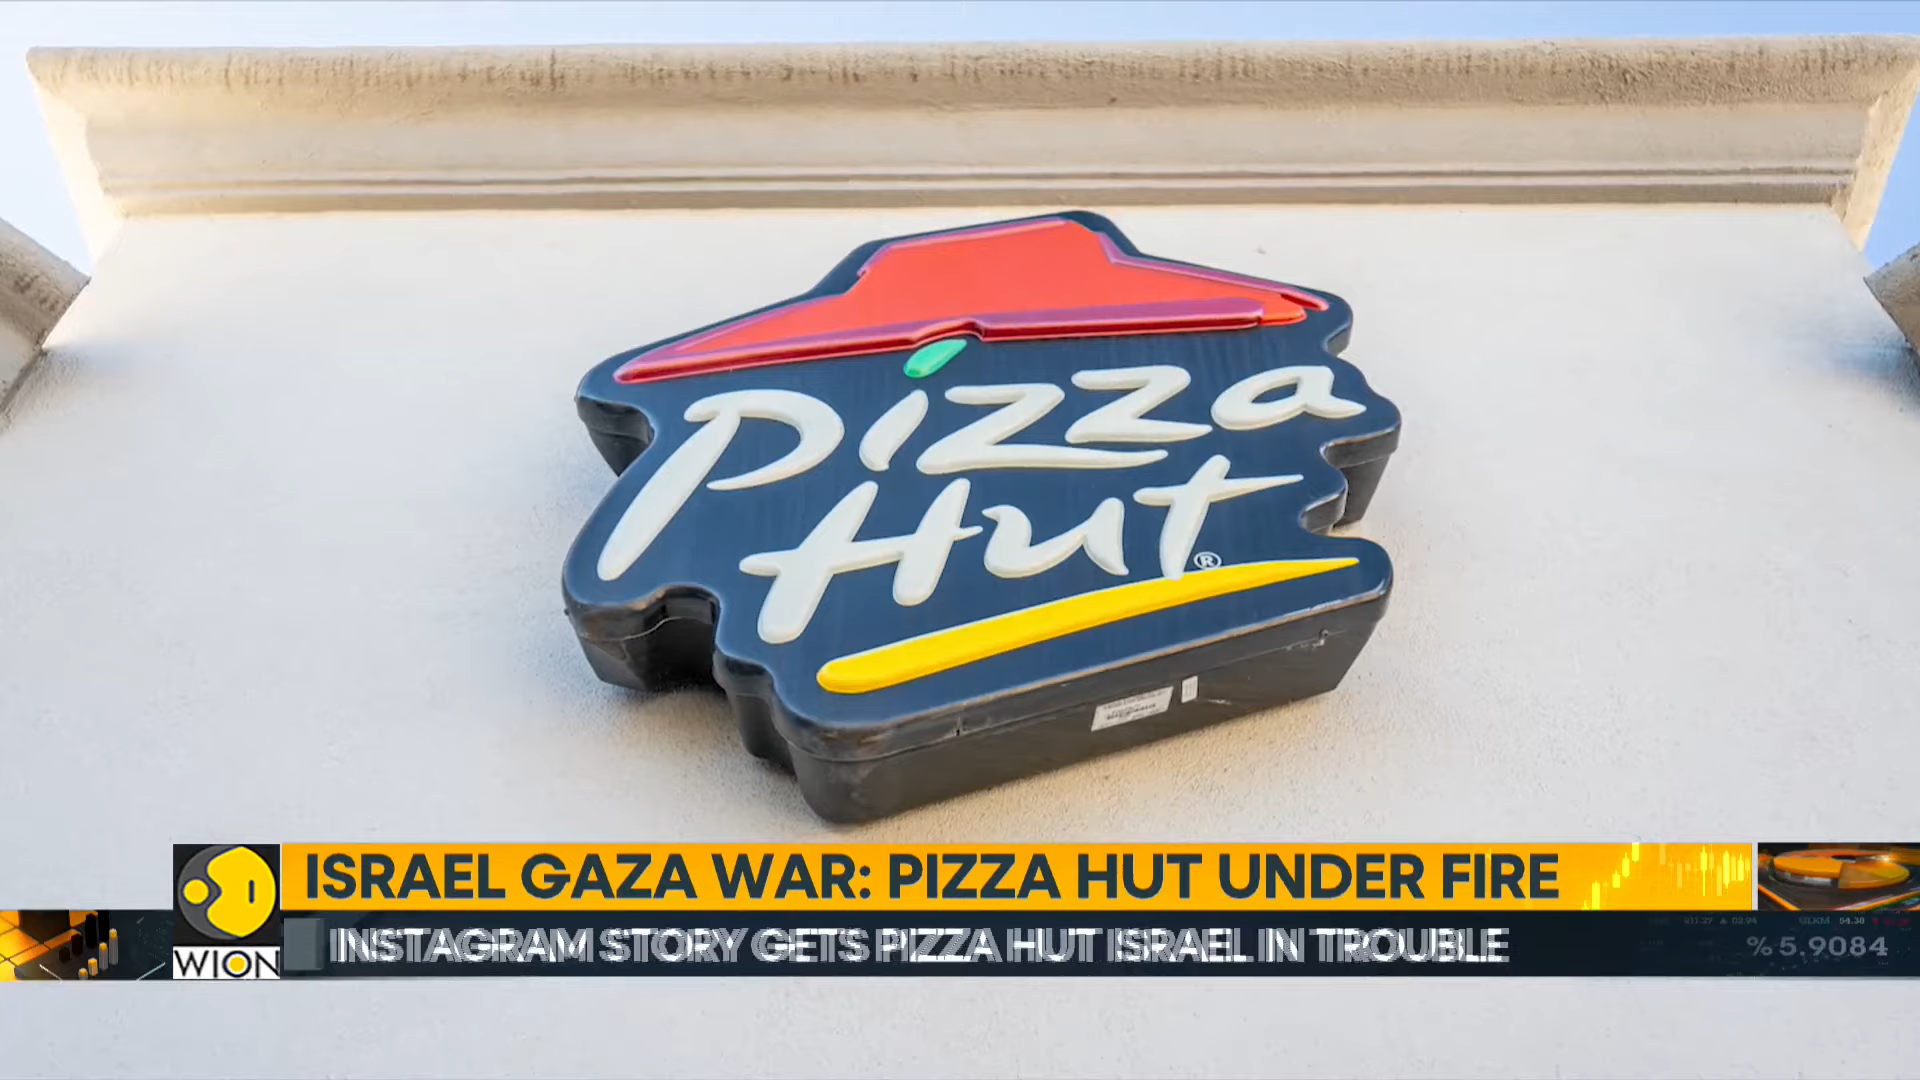 Pizza
Hut®
ISRAEL GAZA WAR: PIZZA HUT UNDER FIRE
INSTAGRAM STORY GETS PIZZA HUT ISRAEL IN TROUBLE
WION
% 5.9084